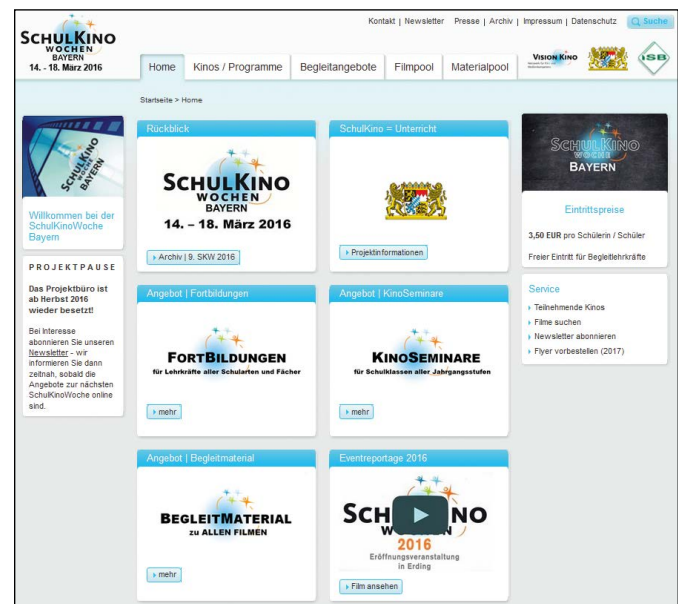 SCHULKINO
WOCHEN
BAYERN
14. - 18. März 2016
Kontakt | Newsletter Presse | Archiv | Impressum | Datenschutz
Suche
Home
Kinos / Programme
Begleitangebote
Filmpool
Materialpool
VISION KINO
ISB
Startseite > Home
SCHULKINO
WOCHEN
BAYERN
Willkommen bei der
SchulKinoWoche
Bayern
PROJEKTPAUSE
Das Projektbüro ist
ab Herbst 2016
wieder besetzt!
Bei Interesse
abonnieren Sie unseren
Newsletter - wir
informieren Sie dann
zeitnah, sobald die
Angebote zur nächsten
SchulKinoWoche online
sind.
Rückblick
SCHULKINO
WOCHEN
BAYERN
14. – 18. März 2016
Archiv | 9. SKW 2016
SchulKino = Unterricht
Projektinformationen
Angebot | Fortbildungen
FORTBILDUNGEN
für Lehrkräfte aller Schularten und Fächer
mehr
Angebot | KinoSeminare
KINOSEMINARE
für Schulklassen aller Jahrgangsstufen
mehr
Angebot | Begleitmaterial
BEGLEITMATERIAL
ZU ALLEN FILMEN
mehr
Eventreportage 2016
2016
Eröffnungsveranstaltung
in Erding
Film ansehen
SCHULKINO
WOCHE
BAYERN
Eintrittspreise
3,50 EUR pro Schülerin / Schüler
Freier Eintritt für Begleitlehrkräfte
Service
Teilnehmende Kinos
Filme suchen
Newsletter abonnieren
Flyer vorbestellen (2017)